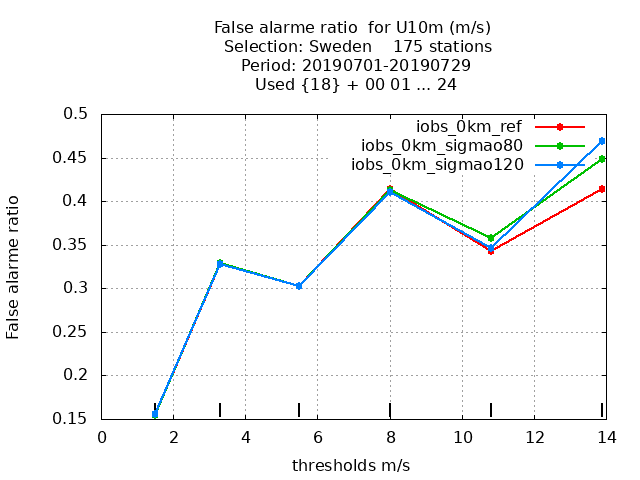 False alarme ratio  for U10m (m/s)
Selection: Sweden    175 stations
Period: 20190701-20190729
Used {18} + 00 01 ... 24
iobs_0km_ref
iobs_0km_sigmao80
iobs_0km_sigmao120
False alarme ratio
0.5
0.45
0.4
0.35
0.3
0.25
0.2
0.15
0 2 4 6 8 10 12 14
thresholds m/s